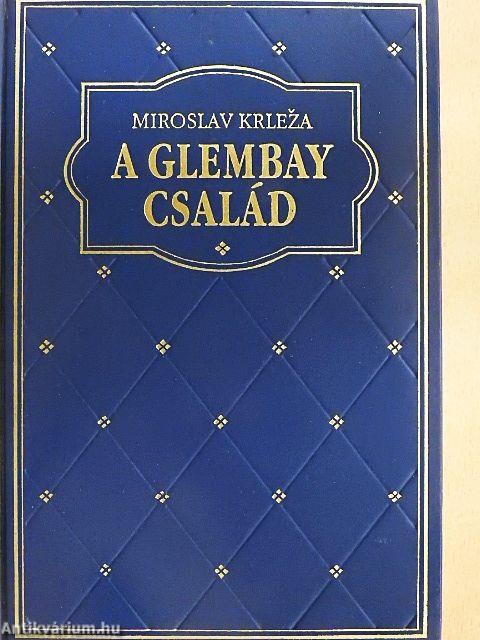 MIROSLAV KRLEŽA
A GLEMBAY
CSALÁD
Antikvárium.hu